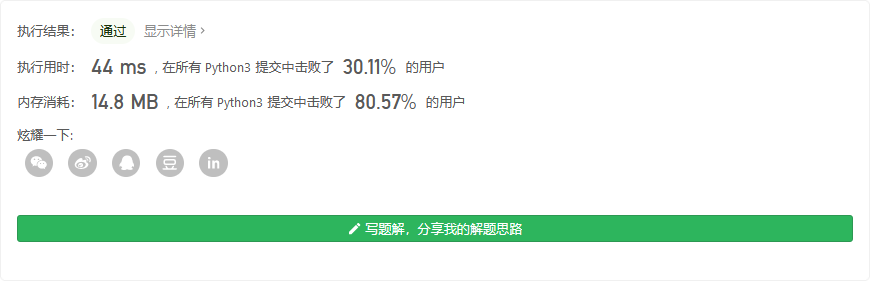 执行结果： 通过 显示详情 ›
执行用时： 44 ms , 在所有 Python3 提交中击败了 30.11% 的用户
内存消耗： 14.8 MB , 在所有 Python3 提交中击败了 80.57% 的用户
炫耀一下:
豆 in
写题解，分享我的解题思路